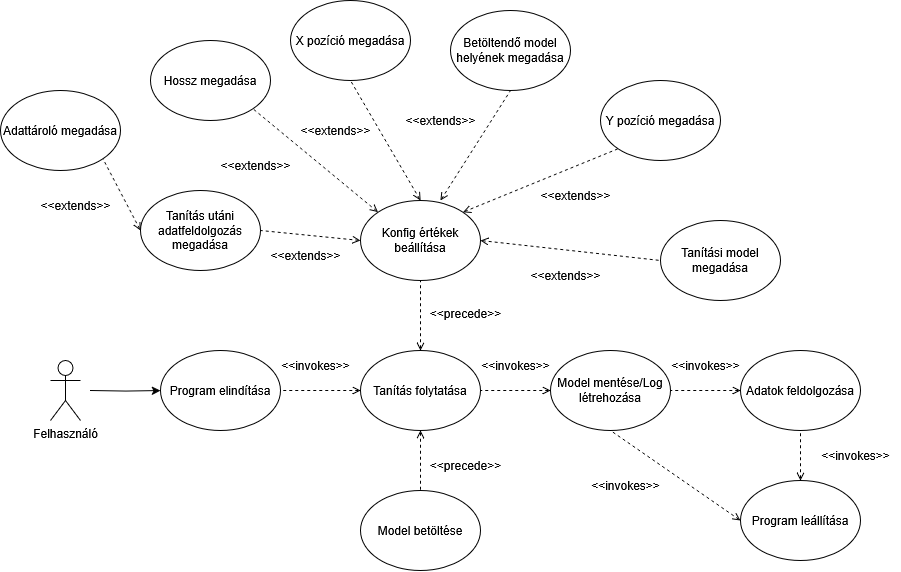 X pozíció megadása
Betöltendő model
helyének megadása
Hossz megadása
Adattároló megadása
Y pozíció megadása
<<extends>>
<<extends>>
<<extends>>
<<extends>>
<<extends>>
<<extends>>
Tanítás utáni
adatfeldolgozás
megadása
Konfig értékek
beállítása
<<extends>>
<<extends>>
Tanítási model
megadása
<<precede>>
Felhasználó
Program elindítása
<<invokes>>
Tanítás folytatása
<<invokes>>
Model mentése/Log
létrehozása
<<invokes>>
Adatok feldolgozása
<<precede>>
<<invokes>>
<<invokes>>
Model betöltése
Program leállítása